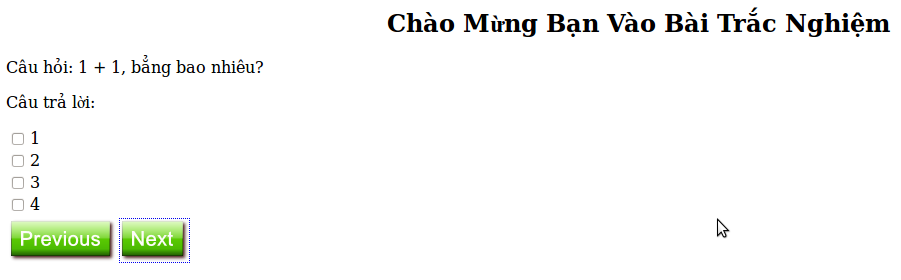 Chào Mừng Bạn Vào Bài Trắc Nghiệm
Câu hỏi: 1 + 1, bằng bao nhiêu?
Câu trả lời:
1
2
3
4
Previous Next